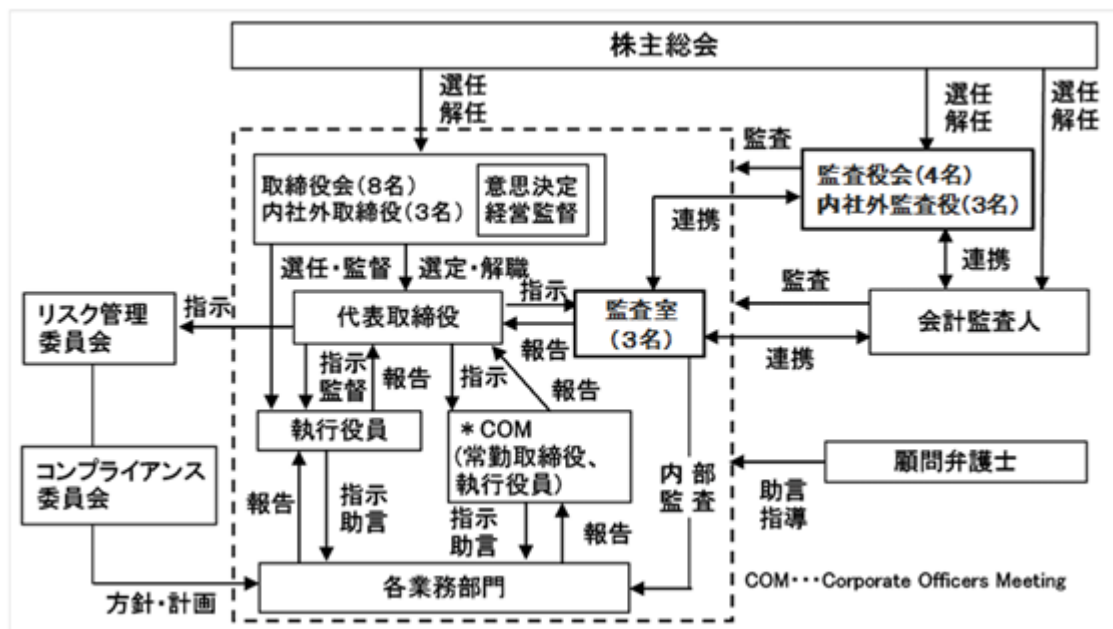 株主総会
選任
解任
選任
解任
選任
解任
監査
取締役会(8名)
内社外取締役(3名)
意思決定
経営監督
監査役会(4名)
内社外監査役(3名)
連携
選任・監督
選定・解職
連携
監査
指示
リスク管理
委員会
代表取締役
指示
報告
監査室
(3名)
会計監査人
連携
指示
監督
報告
指示
報告
執行役員
*COM
(常勤取締役、
執行役員)
コンプライアンス
委員会
内部
監査
顧問弁護士
報告
指示
助言
指示
助言
報告
助言
指導
各業務部門
方針・計画
COM・・・Corporate Officers Meeting